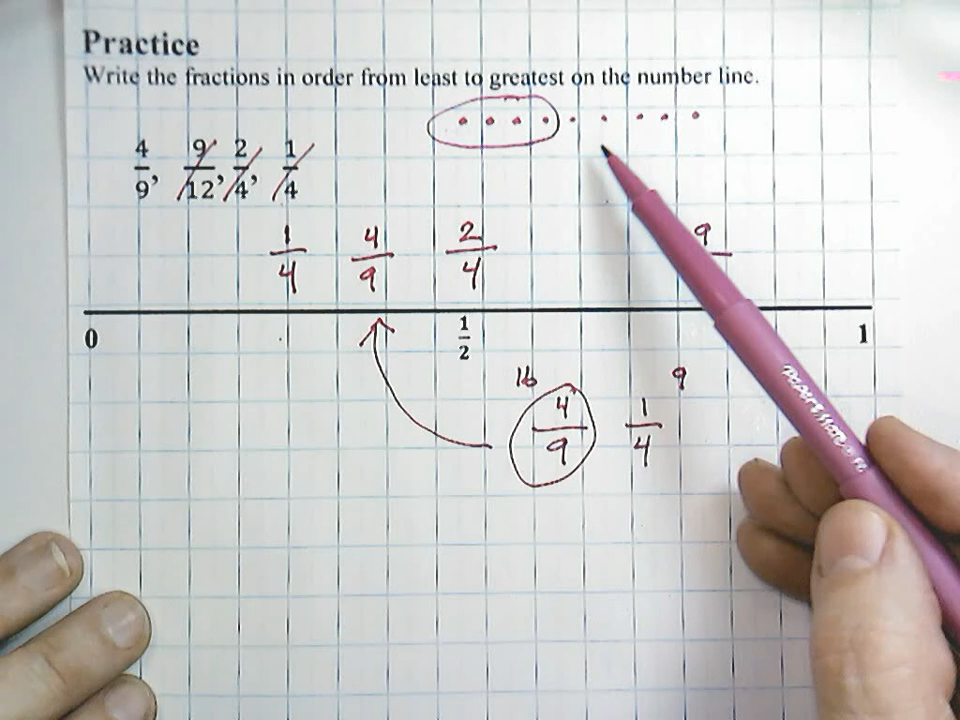 Practice
Write the fractions in order from least to greatest on the number line.
4/9, 9/12, 2/4, 1/4
1/4 4/9 2/4 9
0 1/2 1
16 9
4/9 1/4
PaperMate